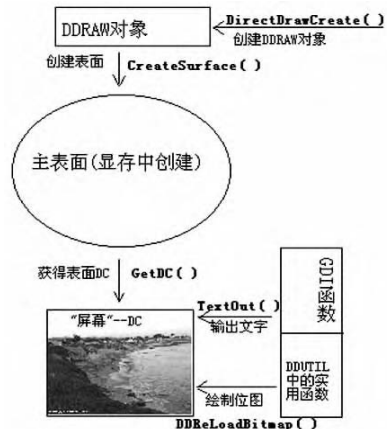 DDRAW对象
DirectDrawCreate( )
创建DDRAW对象
创建表面
CreateSurface( )
主表面(显存中创建)
获得表面DC
GetDC( )
"屏幕"--DC
TextOut( )
输出文字
GDI函数
DDUTIL
中的实
用函数
绘制位图
DDReLoadBitmap( )